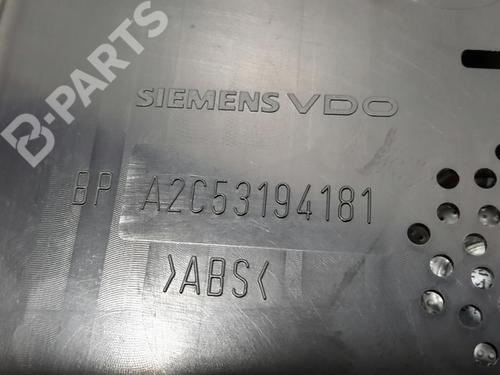 B-PARTS
SIEMENS VDO
BP A2C53194181
>ABS<